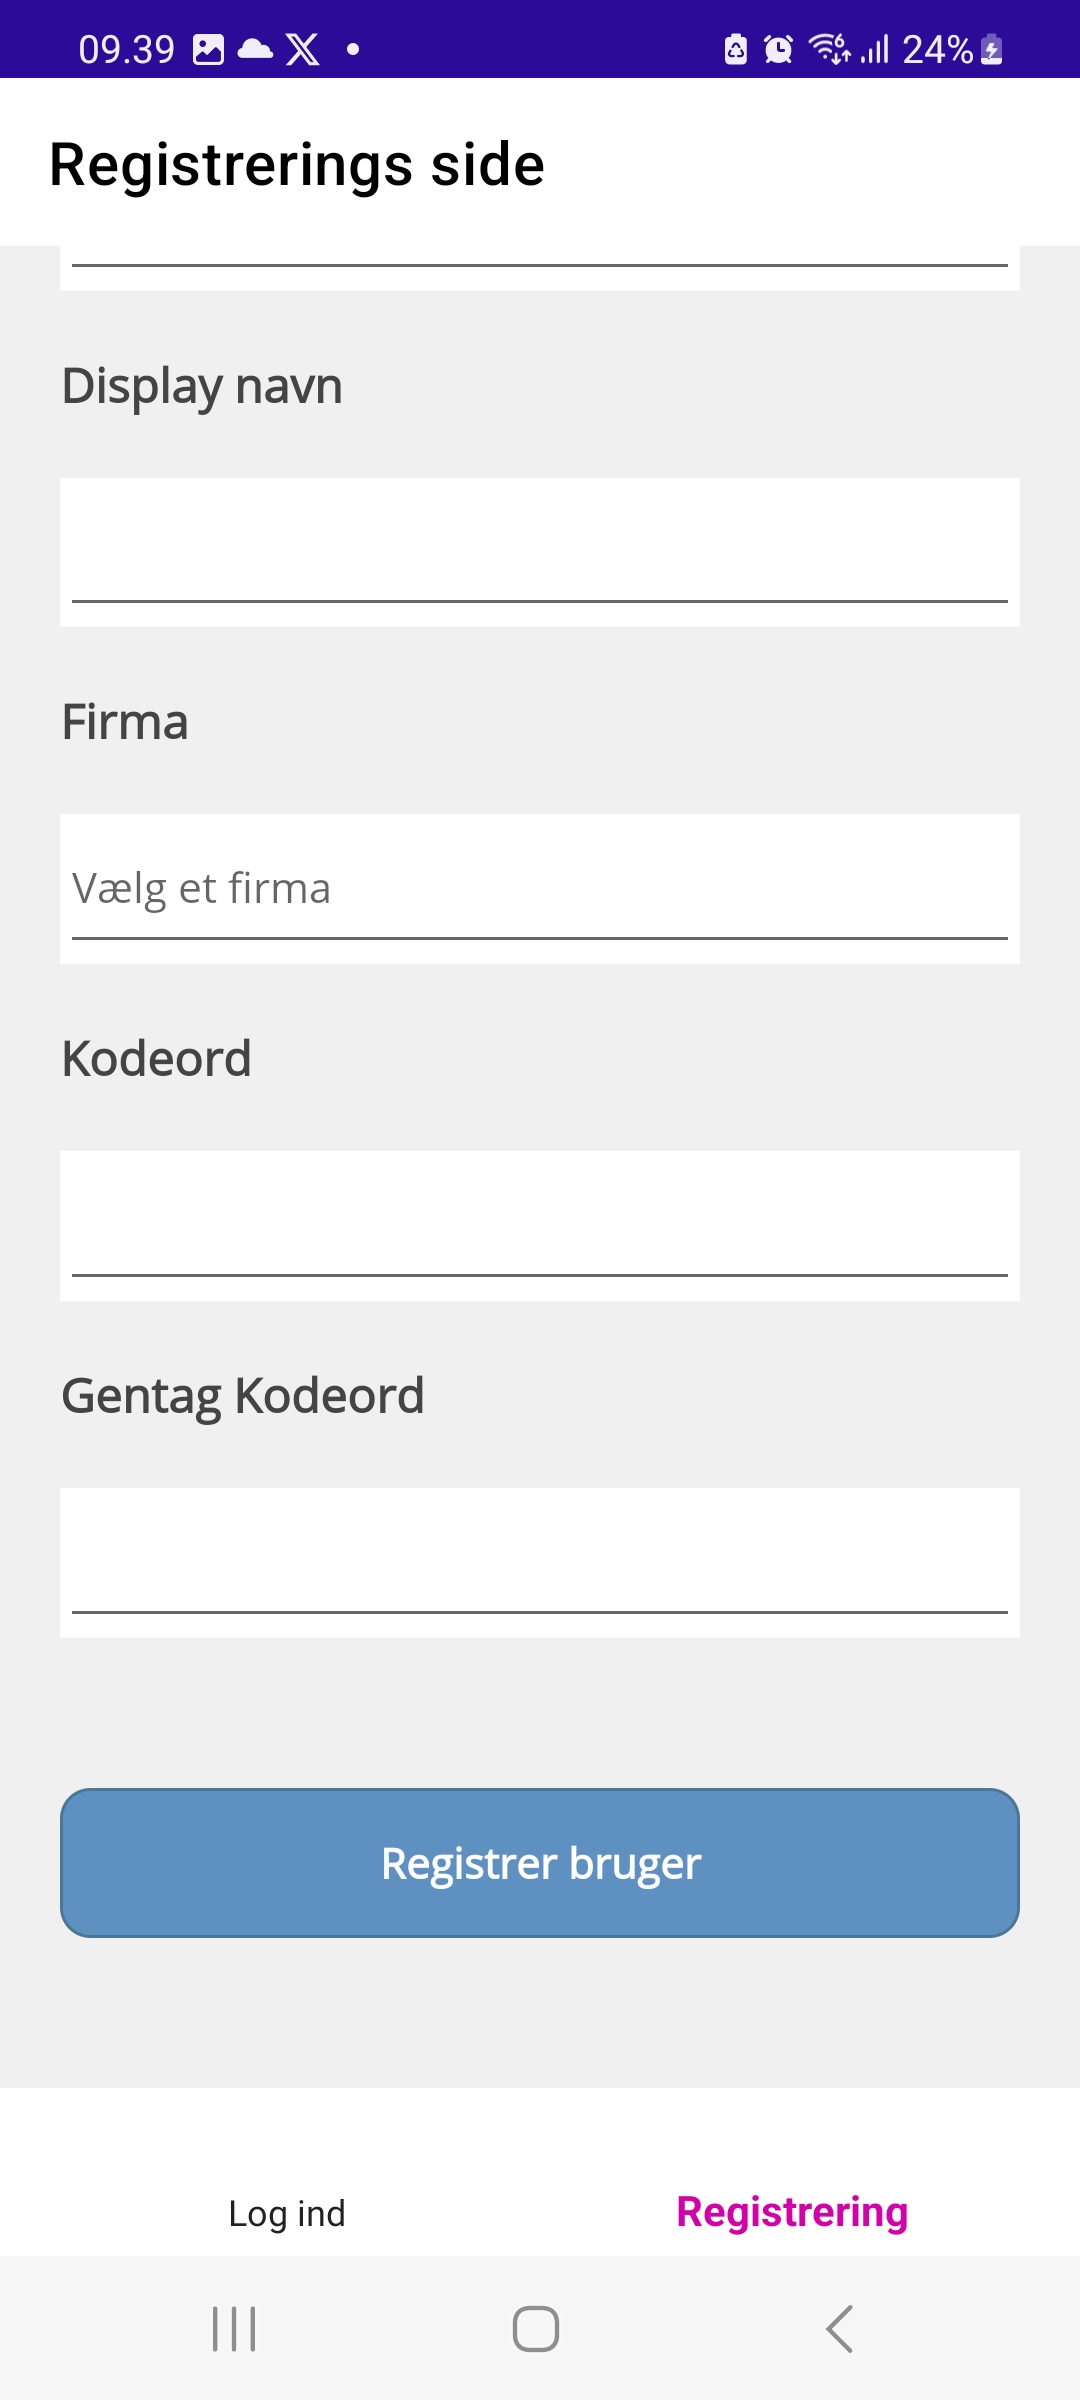 09.39
24%
Registrerings side
Display navn
Firma
Vælg et firma
Kodeord
Gentag Kodeord
Registrer bruger
Log ind
Registrering